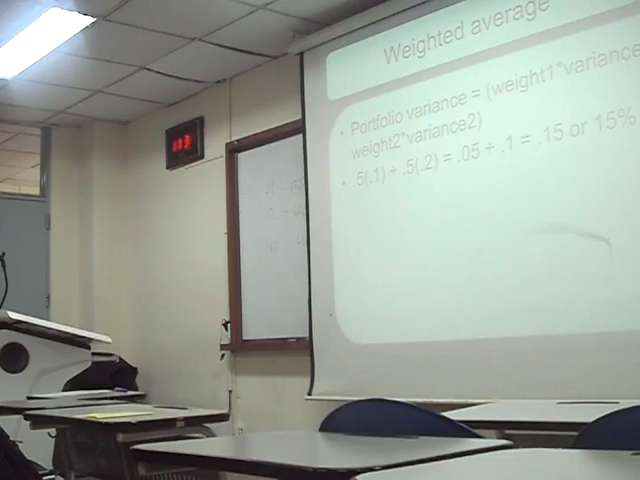 Weighted average
• Portfolio variance = (weight1*variance
weight2*variance2)
• .5(.1) + .5(.2) = .05 + .1 = .15 or 15%